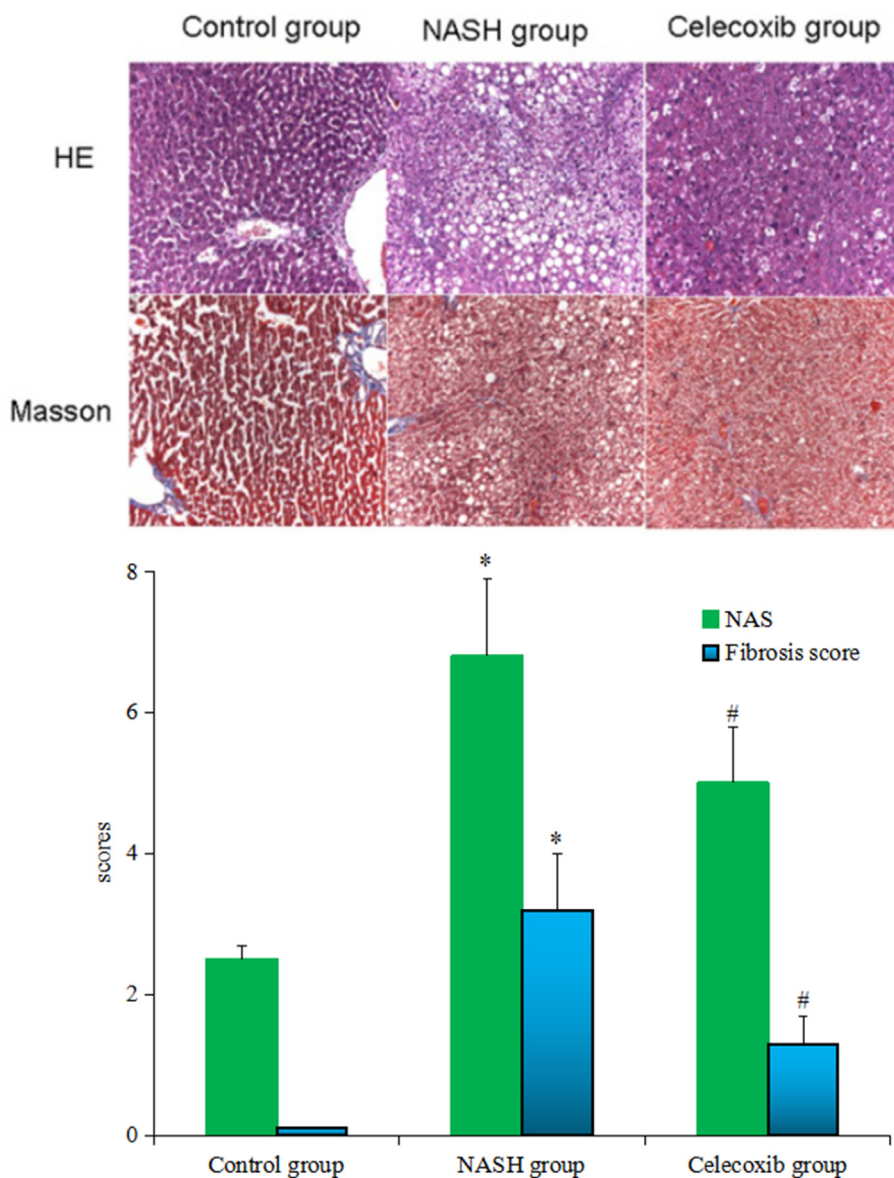 Control group NASH group Celecoxib group
HE
Masson
8
6
4
2
0
scores
* * # #
NAS
Fibrosis score
Control group NASH group Celecoxib group